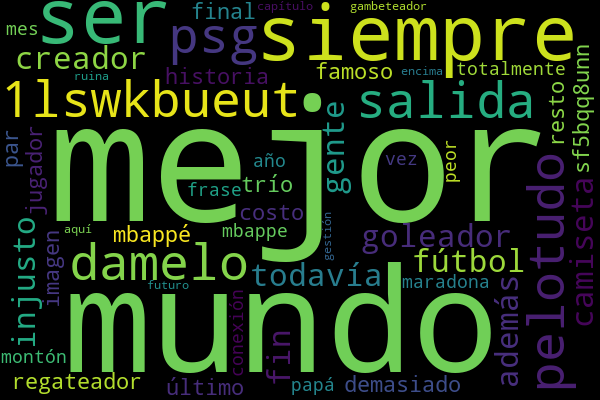 ser
final
capítulo
gambeteador
mes
psg
siempre
creador
historia
famoso
encima
totalmente
ruina
1lswkbueut
salida
resto
sf5bqq8unn
par
jugador
mejor
gente
año
vez
peor
frase
trío
costo
mbappé
mbappe
aquí
gestión
goleador
pelotudo
camiseta
injusto
imagen
damelo
todavía
fútbol
además
maradona
futuro
mundo
conexión
fin
montón
regateador
último
papá
demasiado